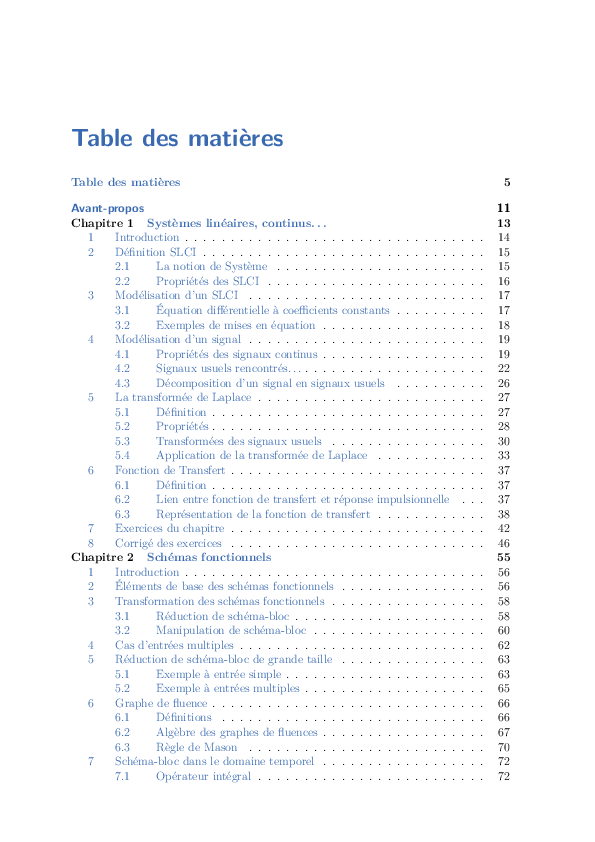 Table des matières
Table des matières 5
Avant-propos 11
Chapitre 1 Systèmes linéaires, continus... 13
1 Introduction . . . . . . . . . . . . . . . . . . . . . . . . . . . . . . . . . 14
2 Définition SLCI . . . . . . . . . . . . . . . . . . . . . . . . . . . . . . . 15
2.1 La notion de Système . . . . . . . . . . . . . . . . . . . . . . . 15
2.2 Propriétés des SLCI . . . . . . . . . . . . . . . . . . . . . . . . 16
3 Modélisation d'un SLCI . . . . . . . . . . . . . . . . . . . . . . . . . . 17
3.1 Équation différentielle à coefficients constants . . . . . . . . . . 17
3.2 Exemples de mises en équation . . . . . . . . . . . . . . . . . . 18
4 Modélisation d'un signal . . . . . . . . . . . . . . . . . . . . . . . . . . 19
4.1 Propriétés des signaux continus . . . . . . . . . . . . . . . . . . 19
4.2 Signaux usuels rencontrés... . . . . . . . . . . . . . . . . . . . . 22
4.3 Décomposition d'un signal en signaux usuels . . . . . . . . . . 26
5 La transformée de Laplace . . . . . . . . . . . . . . . . . . . . . . . . . 27
5.1 Définition . . . . . . . . . . . . . . . . . . . . . . . . . . . . . . 27
5.2 Propriétés . . . . . . . . . . . . . . . . . . . . . . . . . . . . . . 28
5.3 Transformées des signaux usuels . . . . . . . . . . . . . . . . . 30
5.4 Application de la transformée de Laplace . . . . . . . . . . . . 33
6 Fonction de Transfert . . . . . . . . . . . . . . . . . . . . . . . . . . . . 37
6.1 Définition . . . . . . . . . . . . . . . . . . . . . . . . . . . . . . 37
6.2 Lien entre fonction de transfert et réponse impulsionnelle . . . 37
6.3 Représentation de la fonction de transfert . . . . . . . . . . . . 38
7 Exercices du chapitre . . . . . . . . . . . . . . . . . . . . . . . . . . . . 42
8 Corrigé des exercices . . . . . . . . . . . . . . . . . . . . . . . . . . . . 46
Chapitre 2 Schémas fonctionnels 55
1 Introduction . . . . . . . . . . . . . . . . . . . . . . . . . . . . . . . . . 56
2 Éléments de base des schémas fonctionnels . . . . . . . . . . . . . . . . 56
3 Transformation des schémas fonctionnels . . . . . . . . . . . . . . . . . 58
3.1 Réduction de schéma-bloc . . . . . . . . . . . . . . . . . . . . . 58
3.2 Manipulation de schéma-bloc . . . . . . . . . . . . . . . . . . . 60
4 Cas d'entrées multiples . . . . . . . . . . . . . . . . . . . . . . . . . . . 62
5 Réduction de schéma-bloc de grande taille . . . . . . . . . . . . . . . . 63
5.1 Exemple à entrée simple . . . . . . . . . . . . . . . . . . . . . . 63
5.2 Exemple à entrées multiples . . . . . . . . . . . . . . . . . . . . 65
6 Graphe de fluence . . . . . . . . . . . . . . . . . . . . . . . . . . . . . . 66
6.1 Définitions . . . . . . . . . . . . . . . . . . . . . . . . . . . . . 66
6.2 Algèbre des graphes de fluences . . . . . . . . . . . . . . . . . . 67
6.3 Règle de Mason . . . . . . . . . . . . . . . . . . . . . . . . . . 70
7 Schéma-bloc dans le domaine temporel . . . . . . . . . . . . . . . . . . 72
7.1 Opérateur intégral . . . . . . . . . . . . . . . . . . . . . . . . . 72